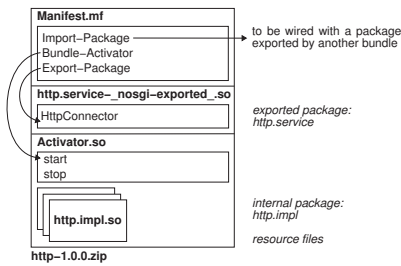 Manifest.mf
Import-Package
Bundle-Activator
Export-Package
to be wired with a package
exported by another bundle
http.service-_nosgi-exported_.so
HttpConnector
exported package:
http.service
Activator.so
start
stop
http.impl.so
internal package:
http.impl
resource files
http-1.0.0.zip